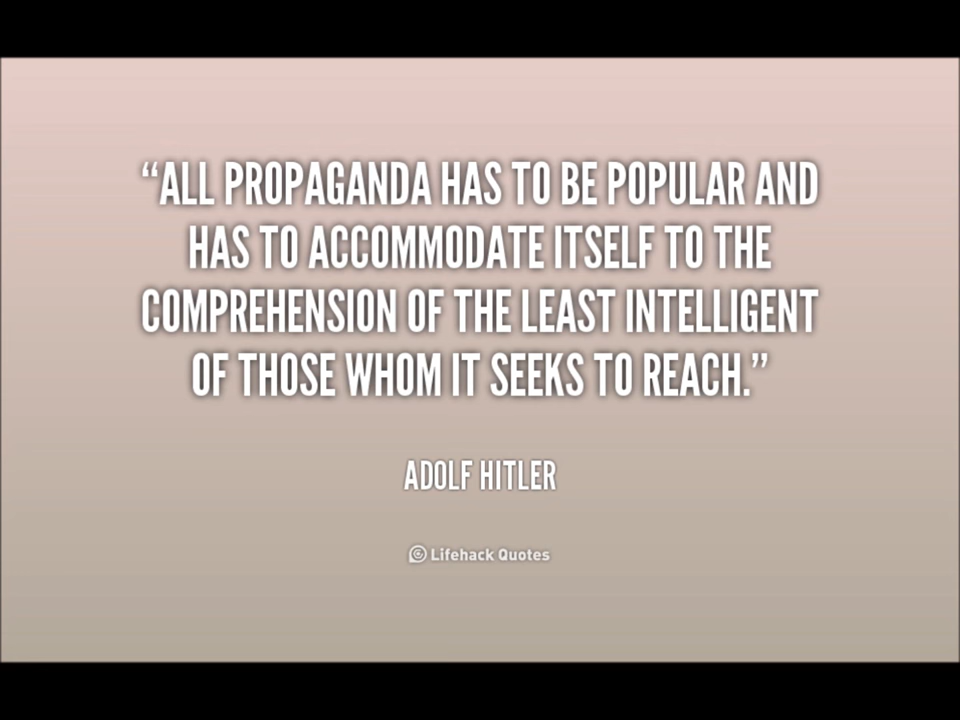 “ALL PROPAGANDA HAS TO BE POPULAR AND
HAS TO ACCOMMODATE ITSELF TO THE
COMPREHENSION OF THE LEAST INTELLIGENT
OF THOSE WHOM IT SEEKS TO REACH.”
ADOLF HITLER
Lifehack Quotes